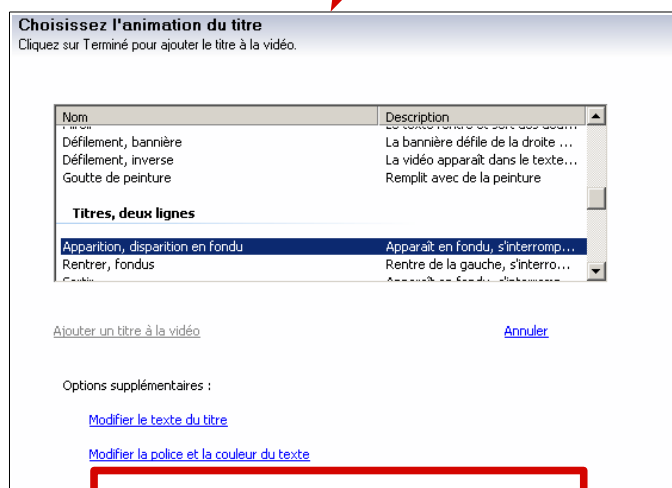 Choisissez l'animation du titre
Cliquez sur Terminé pour ajouter le titre à la vidéo.
Nom Description
Défilement, bannière La bannière défile de la droite ...
Défilement, inverse La vidéo apparaît dans le texte...
Goutte de peinture Remplit avec de la peinture
Titres, deux lignes
Apparition, disparition en fondu Apparaît en fondu, s'interromp...
Rentrer, fondus Rentre de la gauche, s'interro...
Ajouter un titre à la vidéo Annuler
Options supplémentaires :
Modifier le texte du titre
Modifier la police et la couleur du texte